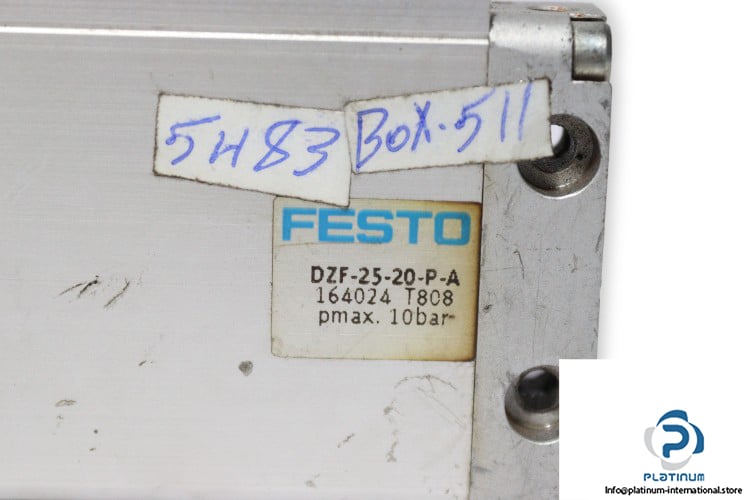 5483
BOX.511
FESTO
DZF-25-20-P-A
164024 T808
pmax. 10bar
PLATINUM
Info@platinum-international.store